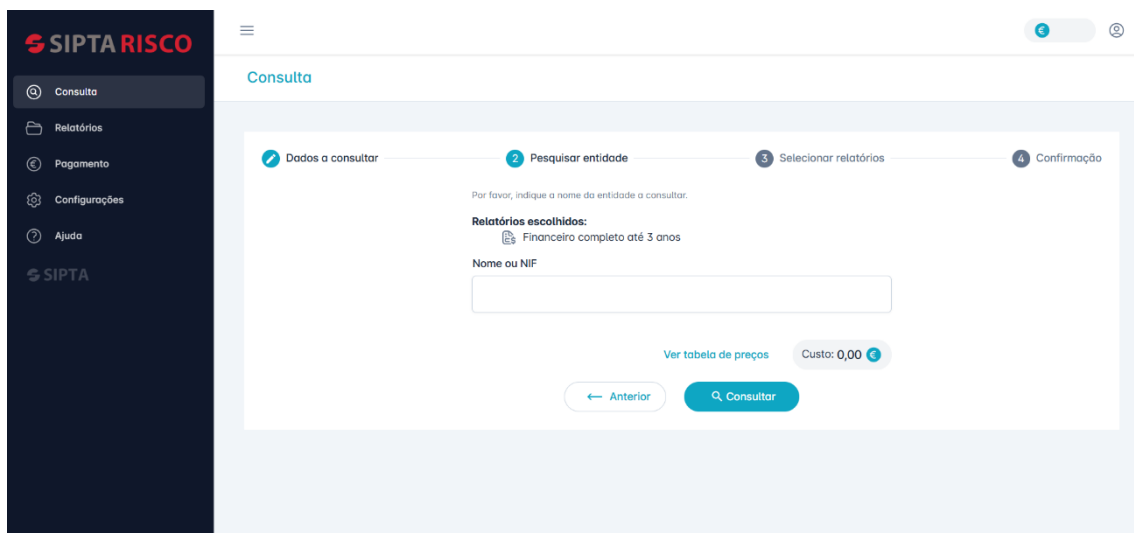 SIPTA RISCO
Consulta
Relatórios
Pagamento
Configurações
Ajuda
SIPTA
€
Consulta
Dados a consultar
2 Pesquisar entidade
3 Selecionar relatórios
4 Confirmação
Por favor, indique a nome da entidade a consultar.
Relatórios escolhidos:
Financeiro completo até 3 anos
Nome ou NIF
Ver tabela de preços
Custo: 0,00 €
← Anterior
Consultar